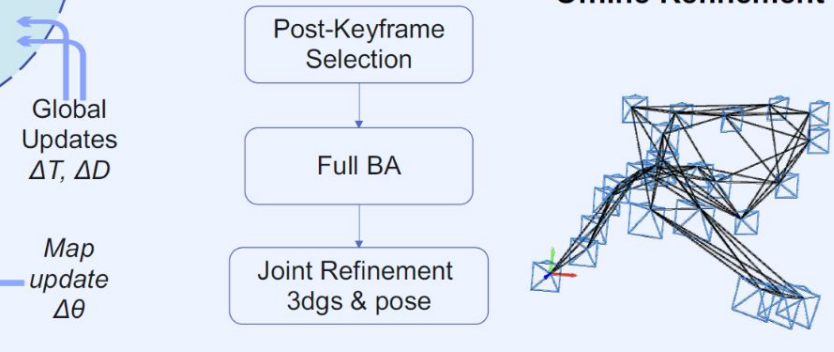 Post-Keyframe
Selection
Global
Updates
ΔT, ΔD
Full BA
Map
update
Δθ
Joint Refinement
3dgs & pose